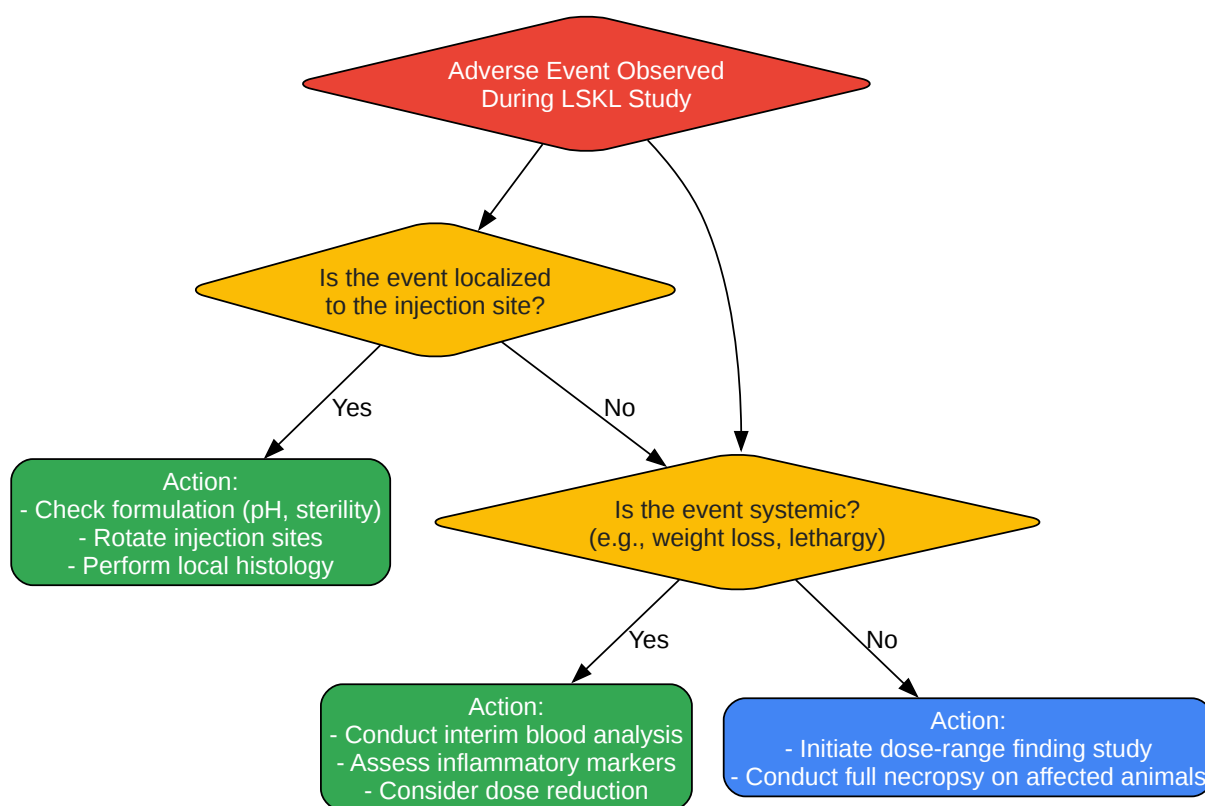 Adverse Event Observed
During LSKL Study
Is the event localized
to the injection site?
Yes
No
Action:
- Check formulation (pH, sterility)
- Rotate injection sites
- Perform local histology
Is the event systemic?
(e.g., weight loss, lethargy)
Yes
No
Action:
- Conduct interim blood analysis
- Assess inflammatory markers
- Consider dose reduction
Action:
- Initiate dose-range finding study
- Conduct full necropsy on affected animals